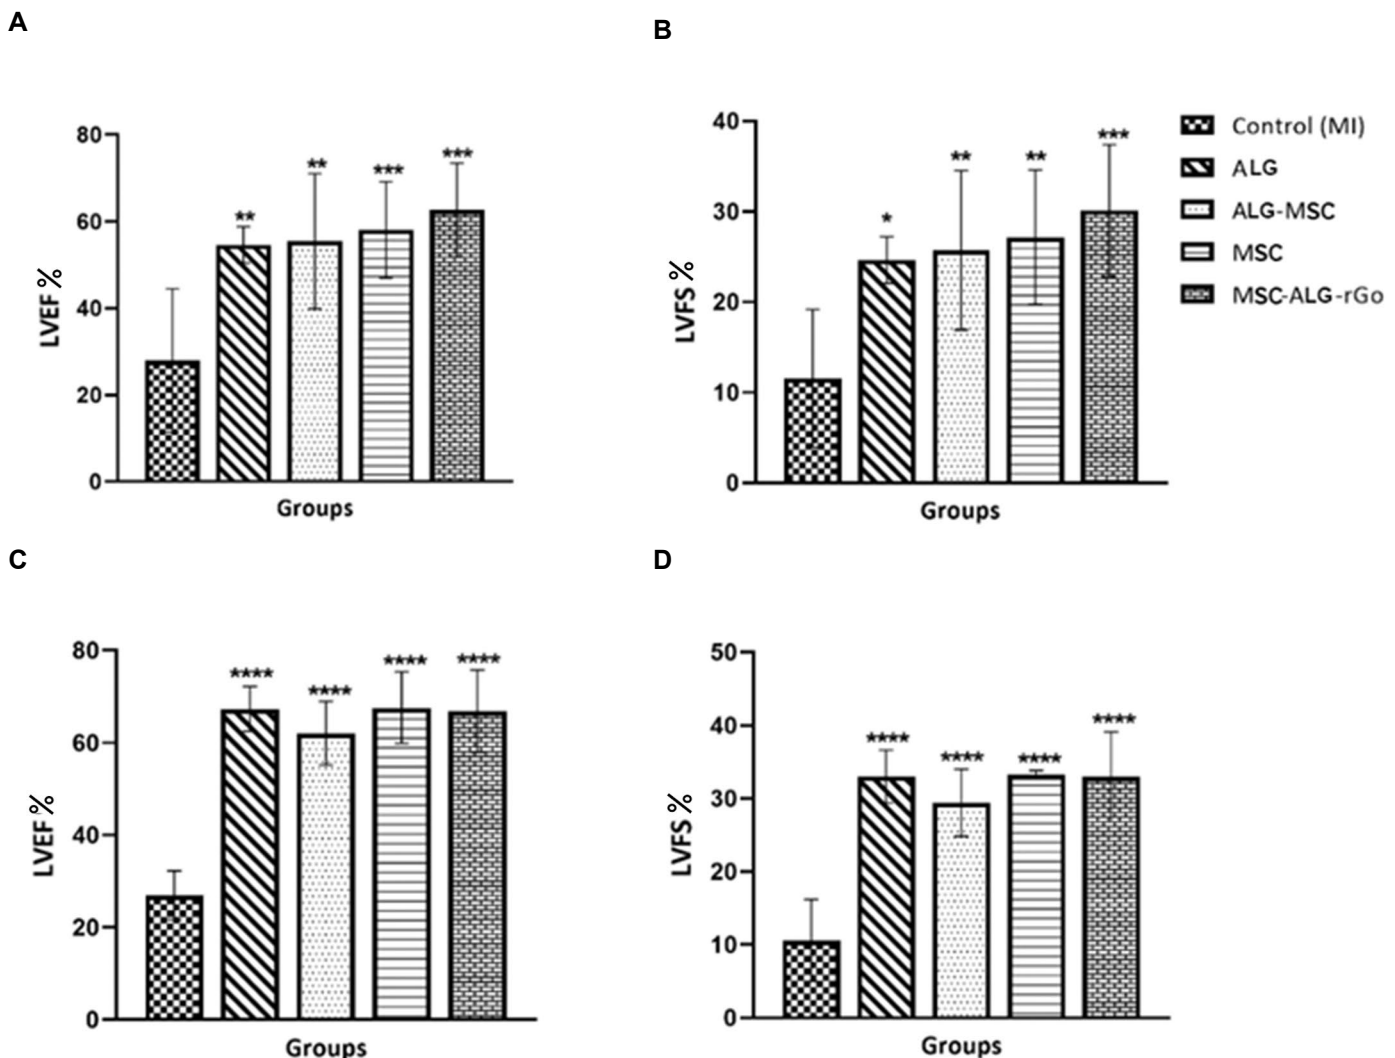 A
B
80
60
40
20
0
LVEF %
**
**
***
***
Groups
40
30
20
10
0
LVFS %
*
**
**
***
Groups
Control (MI)
ALG
ALG-MSC
MSC
MSC-ALG-rGo
C
D
80
60
40
20
0
LVEF %
****
****
****
****
Groups
50
40
30
20
10
0
LVFS %
****
****
****
****
Groups